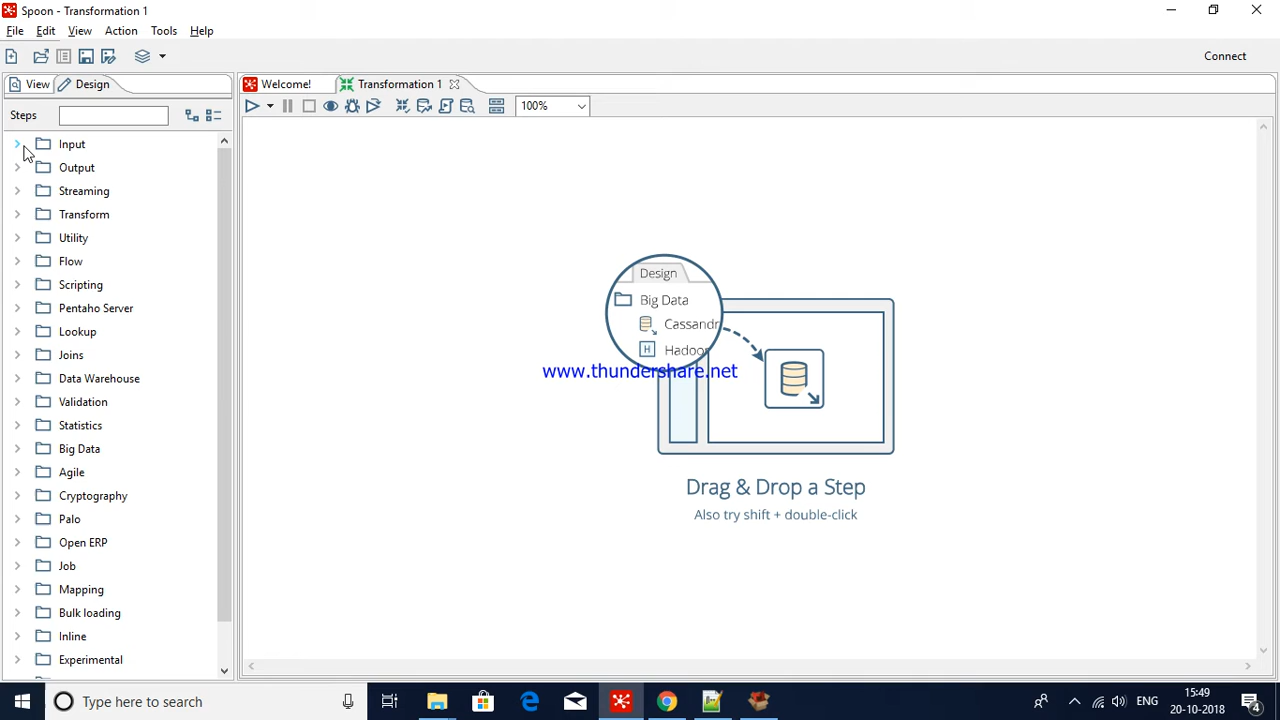 Spoon - Transformation 1
File Edit View Action Tools Help
Connect
View Design Welcome! Transformation 1
Steps 100%
Input
Output
Streaming
Transform
Utility
Flow
Scripting
Pentaho Server
Lookup
Joins
Data Warehouse
Validation
Statistics
Big Data
Agile
Cryptography
Palo
Open ERP
Job
Mapping
Bulk loading
Inline
Experimental
Design
Big Data
Cassandr
H Hadoop
www.thundershare.net
Drag & Drop a Step
Also try shift + double-click
Type here to search
ENG
15:49
20-10-2018
4